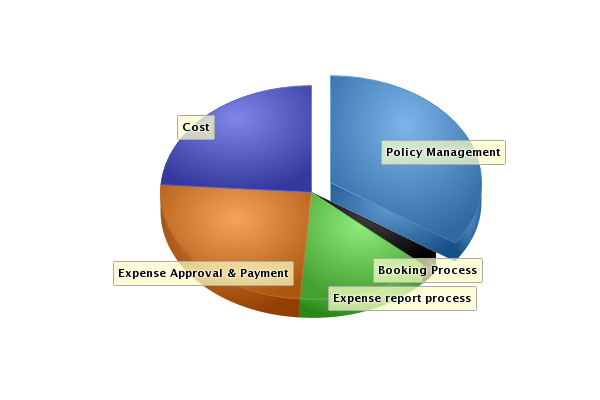 Cost
Policy Management
Expense Approval & Payment
Booking Process
Expense report process